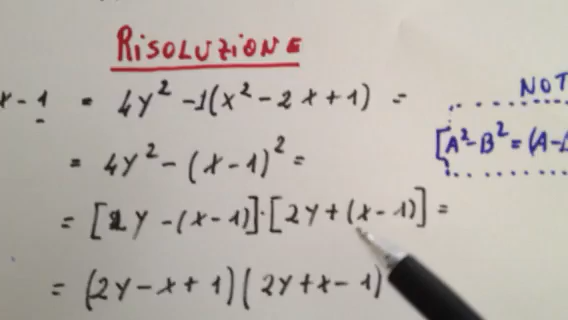 RISOLUZIONE
x - 1 = 4y² - 1(x² - 2x + 1) =
= 4y² - (x - 1)² =
= [2y - (x - 1)]·[2y + (x - 1)] =
= (2y - x + 1)(2y + x - 1)
NOT
[A² - B² = (A -